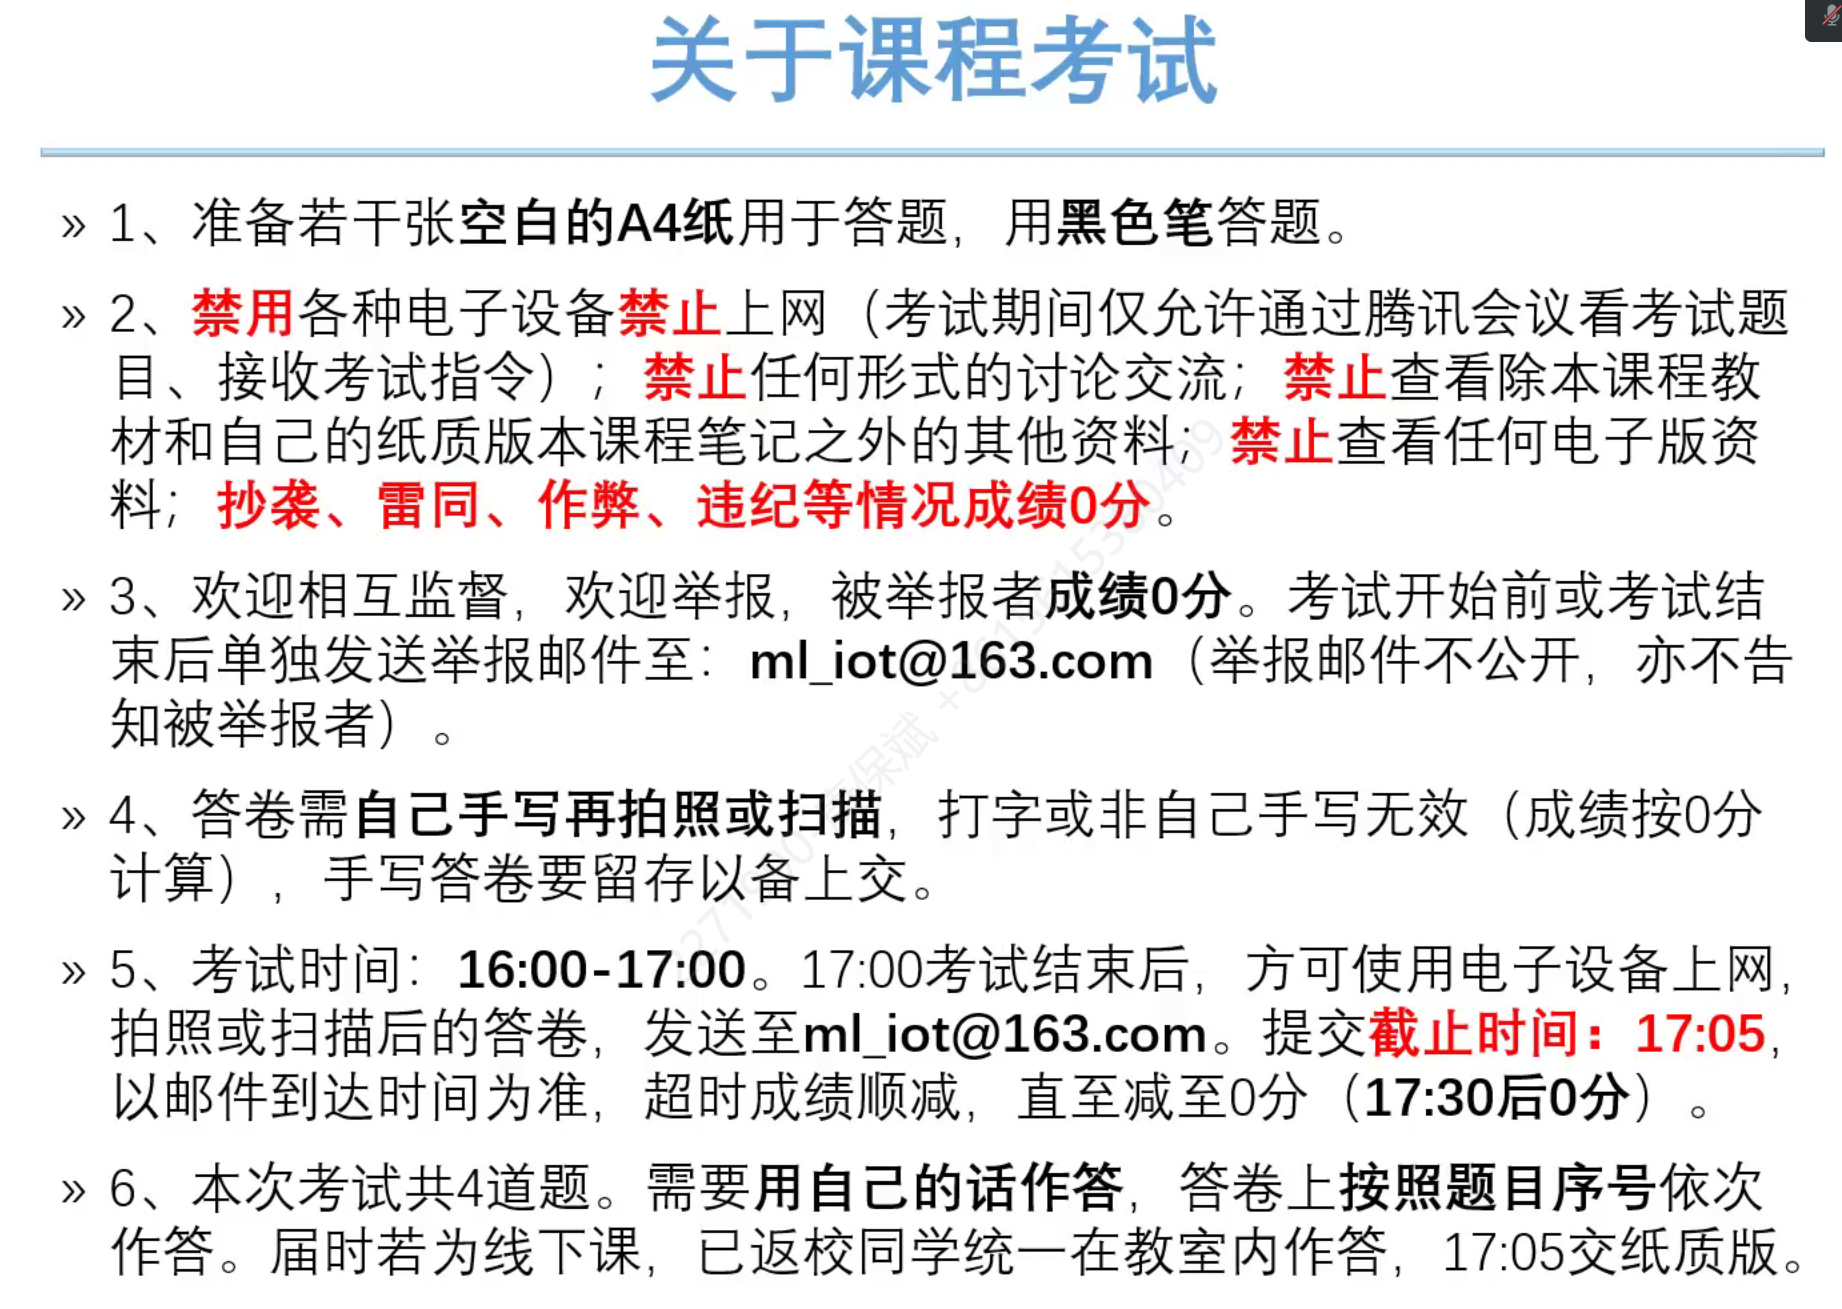 关于课程考试
» 1、准备若干张空白的A4纸用于答题，用黑色笔答题。
» 2、禁用各种电子设备禁止上网（考试期间仅允许通过腾讯会议看考试题
目、接收考试指令）；禁止任何形式的讨论交流；禁止查看除本课程教
材和自己的纸质版本课程笔记之外的其他资料；禁止查看任何电子版资
料；抄袭、雷同、作弊、违纪等情况成绩0分。
» 3、欢迎相互监督，欢迎举报，被举报者成绩0分。考试开始前或考试结
束后单独发送举报邮件至：ml_iot@163.com（举报邮件不公开，亦不告
知被举报者）。
» 4、答卷需自己手写再拍照或扫描，打字或非自己手写无效（成绩按0分
计算），手写答卷要留存以备上交。
» 5、考试时间：16:00-17:00。17:00考试结束后，方可使用电子设备上网，
拍照或扫描后的答卷，发送至ml_iot@163.com。提交截止时间：17:05，
以邮件到达时间为准，超时成绩顺减，直至减至0分（17:30后0分）。
» 6、本次考试共4道题。需要用自己的话作答，答卷上按照题目序号依次
作答。届时若为线下课，已返校同学统一在教室内作答，17:05交纸质版。